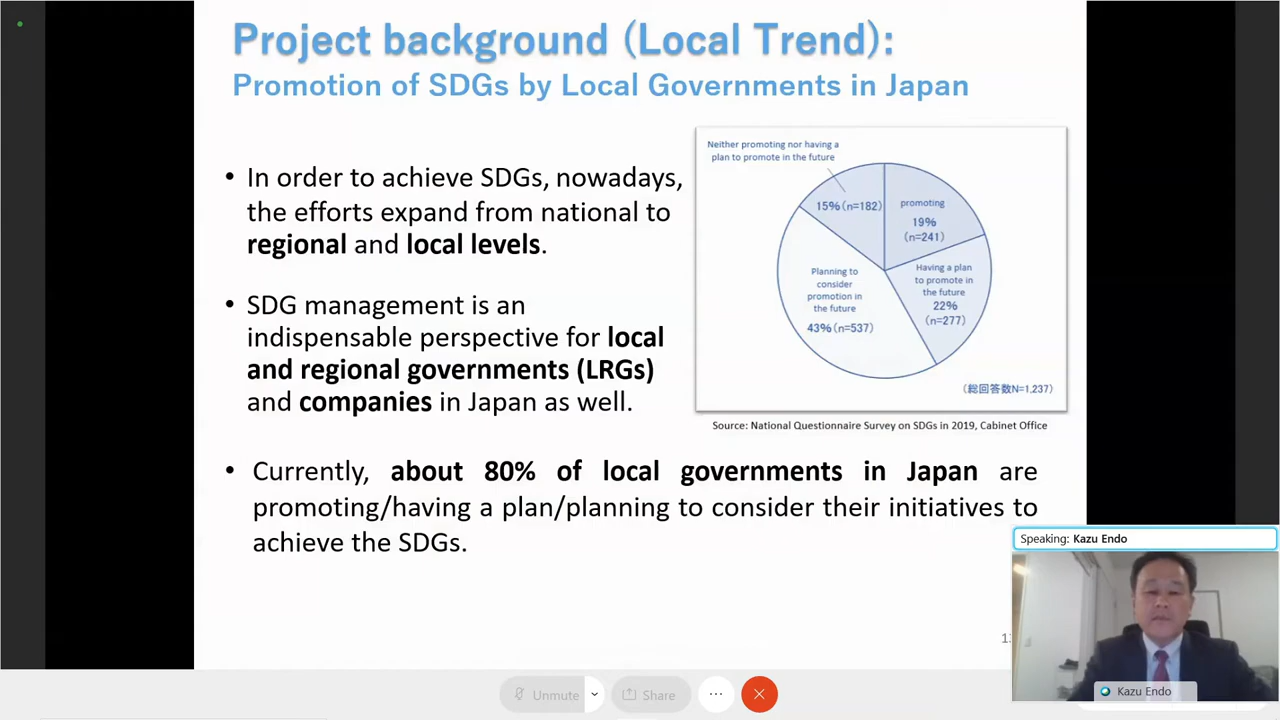 Project background (Local Trend):
Promotion of SDGs by Local Governments in Japan
• In order to achieve SDGs, nowadays,
the efforts expand from national to
regional and local levels.
• SDG management is an
indispensable perspective for local
and regional governments (LRGs)
and companies in Japan as well.
Neither promoting nor having a
plan to promote in the future
15%(n=182)
promoting
19%
(n=241)
Having a plan
to promote in
the future
22%
(n=277)
Planning to
consider
promotion in
the future
43%(n=537)
(総回答数N=1,237)
Source: National Questionnaire Survey on SDGs in 2019, Cabinet Office
• Currently, about 80% of local governments in Japan are
promoting/having a plan/planning to consider their initiatives to
achieve the SDGs.
Speaking: Kazu Endo
Kazu Endo
Unmute
Share